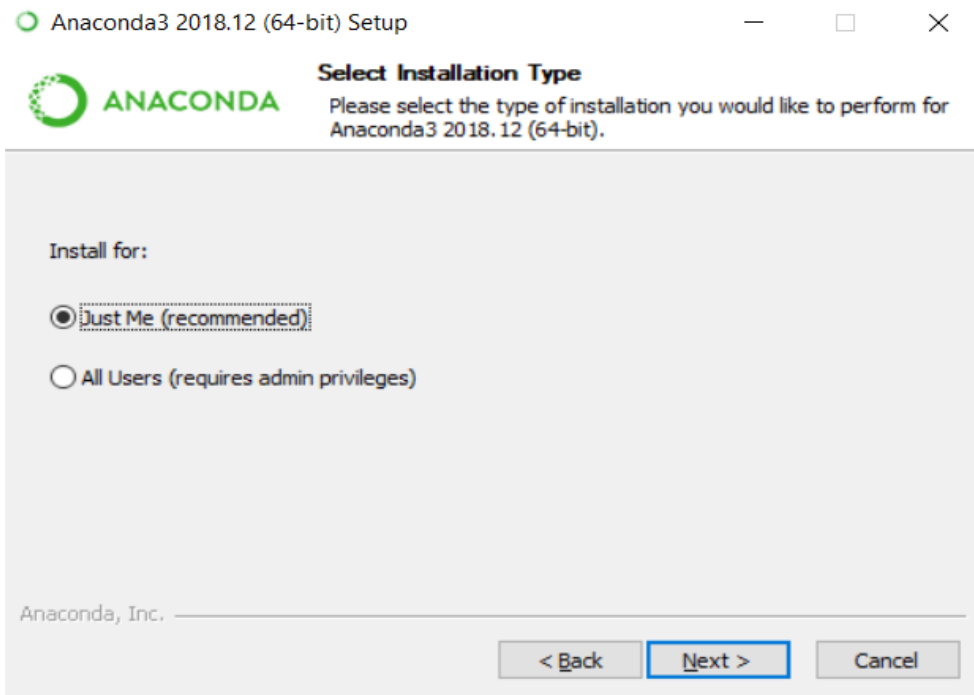 Anaconda3 2018.12 (64-bit) Setup
ANACONDA
Select Installation Type
Please select the type of installation you would like to perform for
Anaconda3 2018.12 (64-bit).
Install for:
Just Me (recommended)
All Users (requires admin privileges)
Anaconda, Inc.
< Back
Next >
Cancel